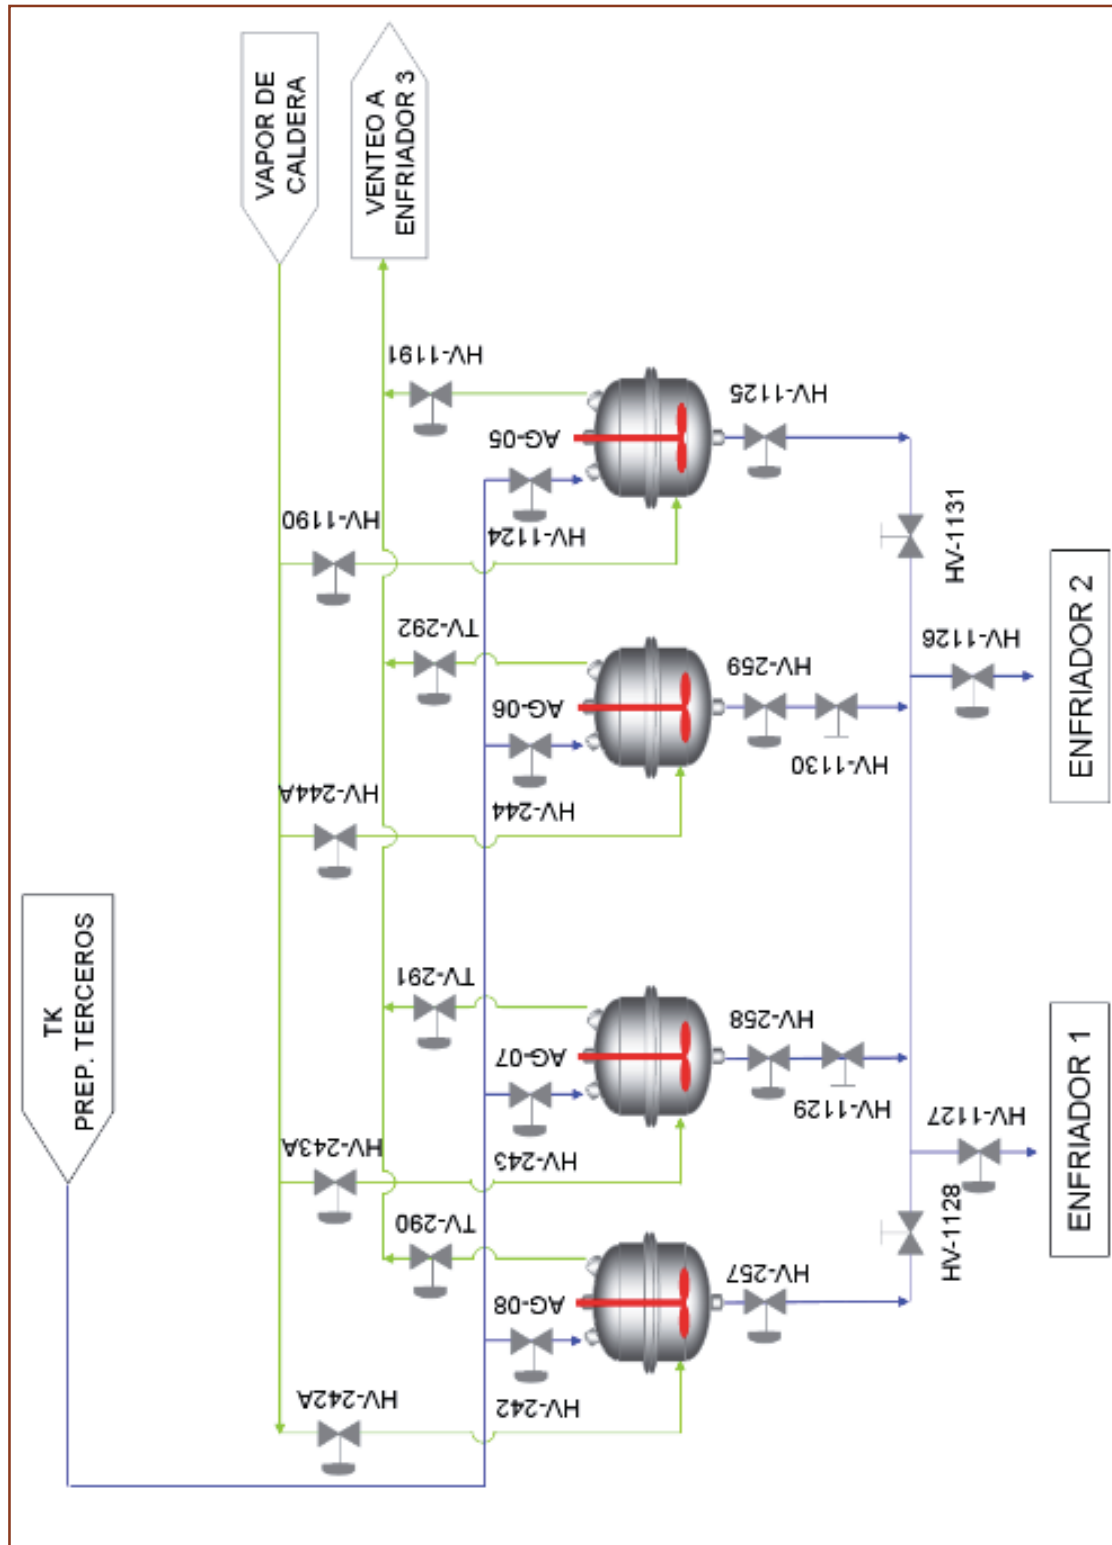 VAPOR DE
CALDERA
VENTEO A
ENFRIADOR 3
TK
PREP. TERCEROS
HV-1191
HV-1190
AG-05
HV-1124
HV-1125
HV-1131
TV-292
HV-244A
AG-06
HV-244
HV-259
HV-1130
HV-1126
ENFRIADOR 2
TV-291
HV-243A
AG-07
HV-243
HV-258
HV-1129
HV-1127
ENFRIADOR 1
TV-290
HV-242A
AG-08
HV-242
HV-257
HV-1128